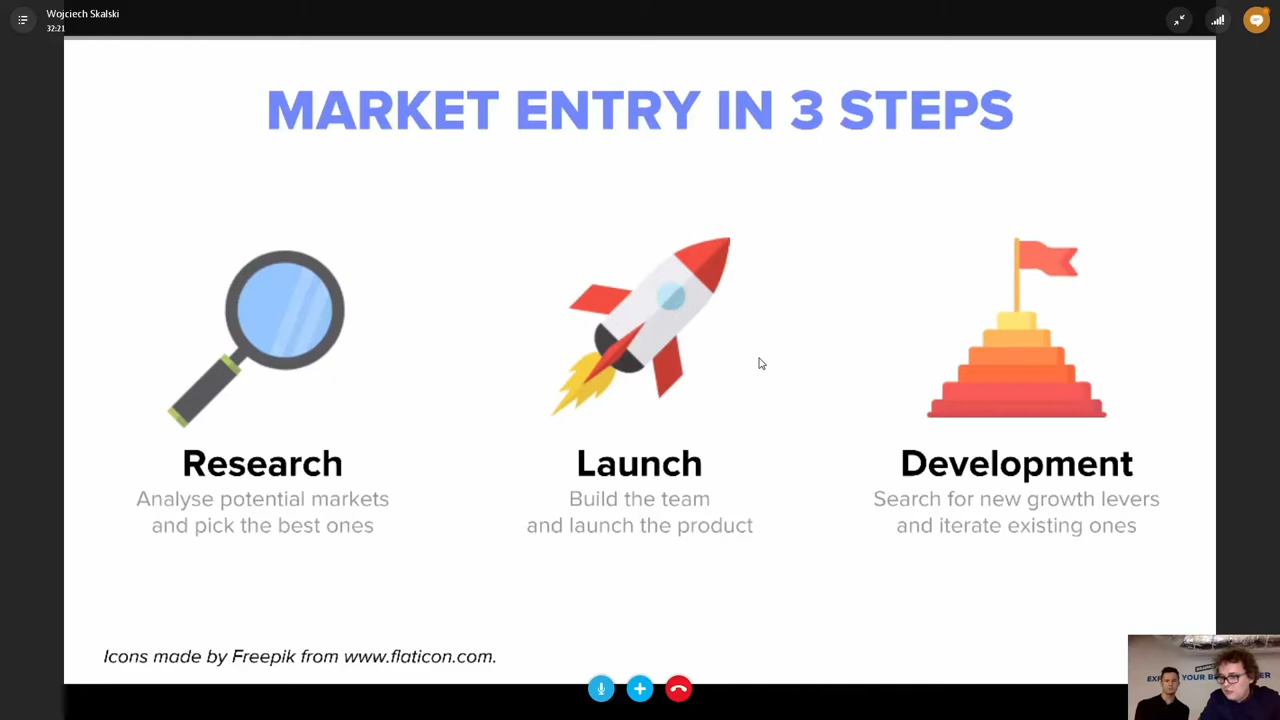 Wojciech Skalski
32:21
MARKET ENTRY IN 3 STEPS
Research
Analyse potential markets
and pick the best ones
Launch
Build the team
and launch the product
Development
Search for new growth levers
and iterate existing ones
Icons made by Freepik from www.flaticon.com.
YOUR